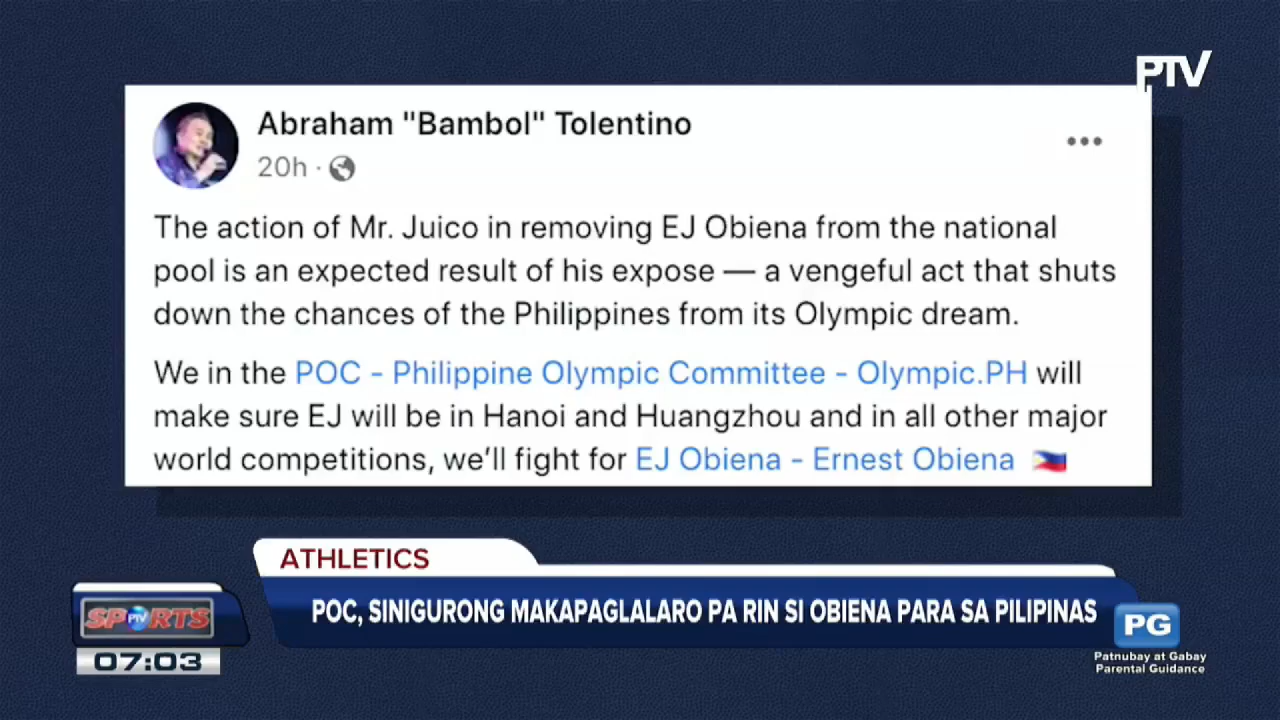 PTV
Abraham "Bambol" Tolentino
20h ·
The action of Mr. Juico in removing EJ Obiena from the national
pool is an expected result of his expose — a vengeful act that shuts
down the chances of the Philippines from its Olympic dream.
We in the POC - Philippine Olympic Committee - Olympic.PH will
make sure EJ will be in Hanoi and Huangzhou and in all other major
world competitions, we'll fight for EJ Obiena - Ernest Obiena 🇵🇭
ATHLETICS
POC, SINIGURONG MAKAPAGLALARO PA RIN SI OBIENA PARA SA PILIPINAS
PTV SPORTS
07:03
PG
Patnubay at Gabay
Parental Guidance